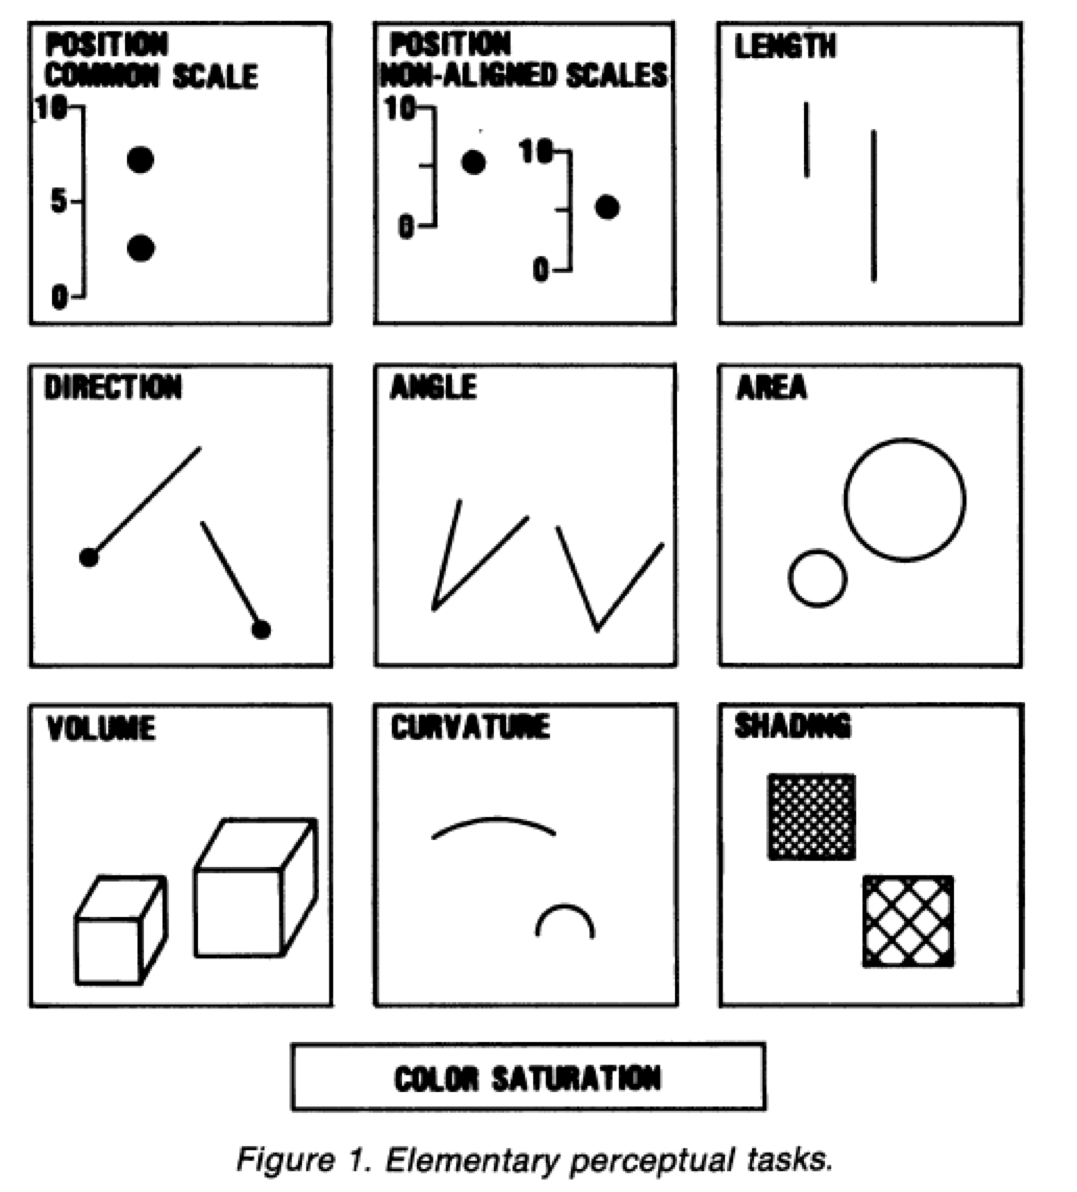 POSITION
COMMON SCALE
10
5
0
POSITION
NON-ALIGNED SCALES
10
0
10
0
LENGTH
DIRECTION
ANGLE
AREA
VOLUME
CURVATURE
SHADING
COLOR SATURATION
Figure 1. Elementary perceptual tasks.